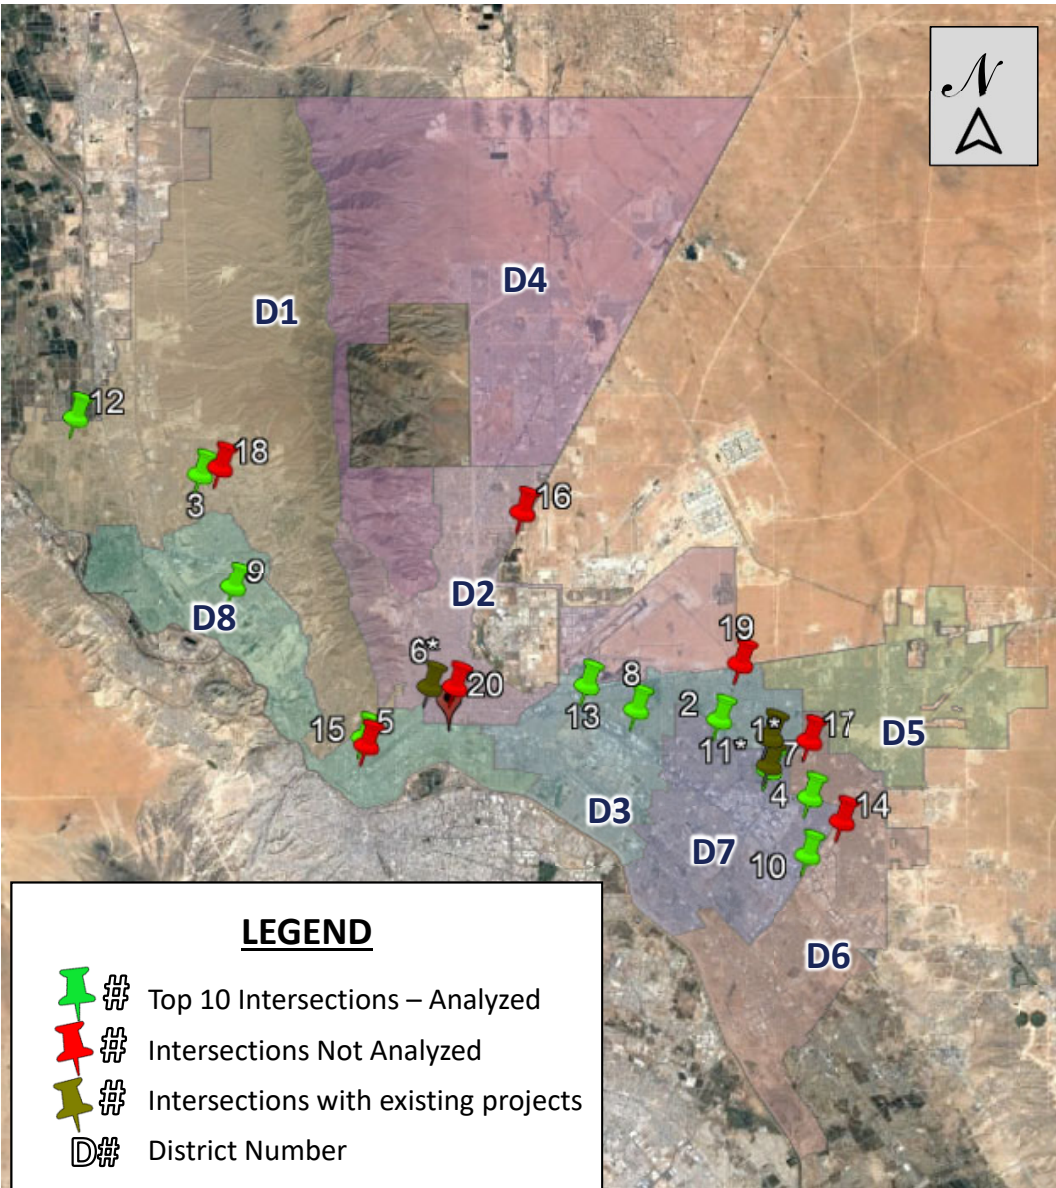 N
D4
D1
12
18
3
16
9
D2
D8
6*
19
20
8
13
2
15
5
1*
17
11*
7
D5
4
14
D3
D7
10
LEGEND
D6
# Top 10 Intersections – Analyzed
# Intersections Not Analyzed
# Intersections with existing projects
D# District Number